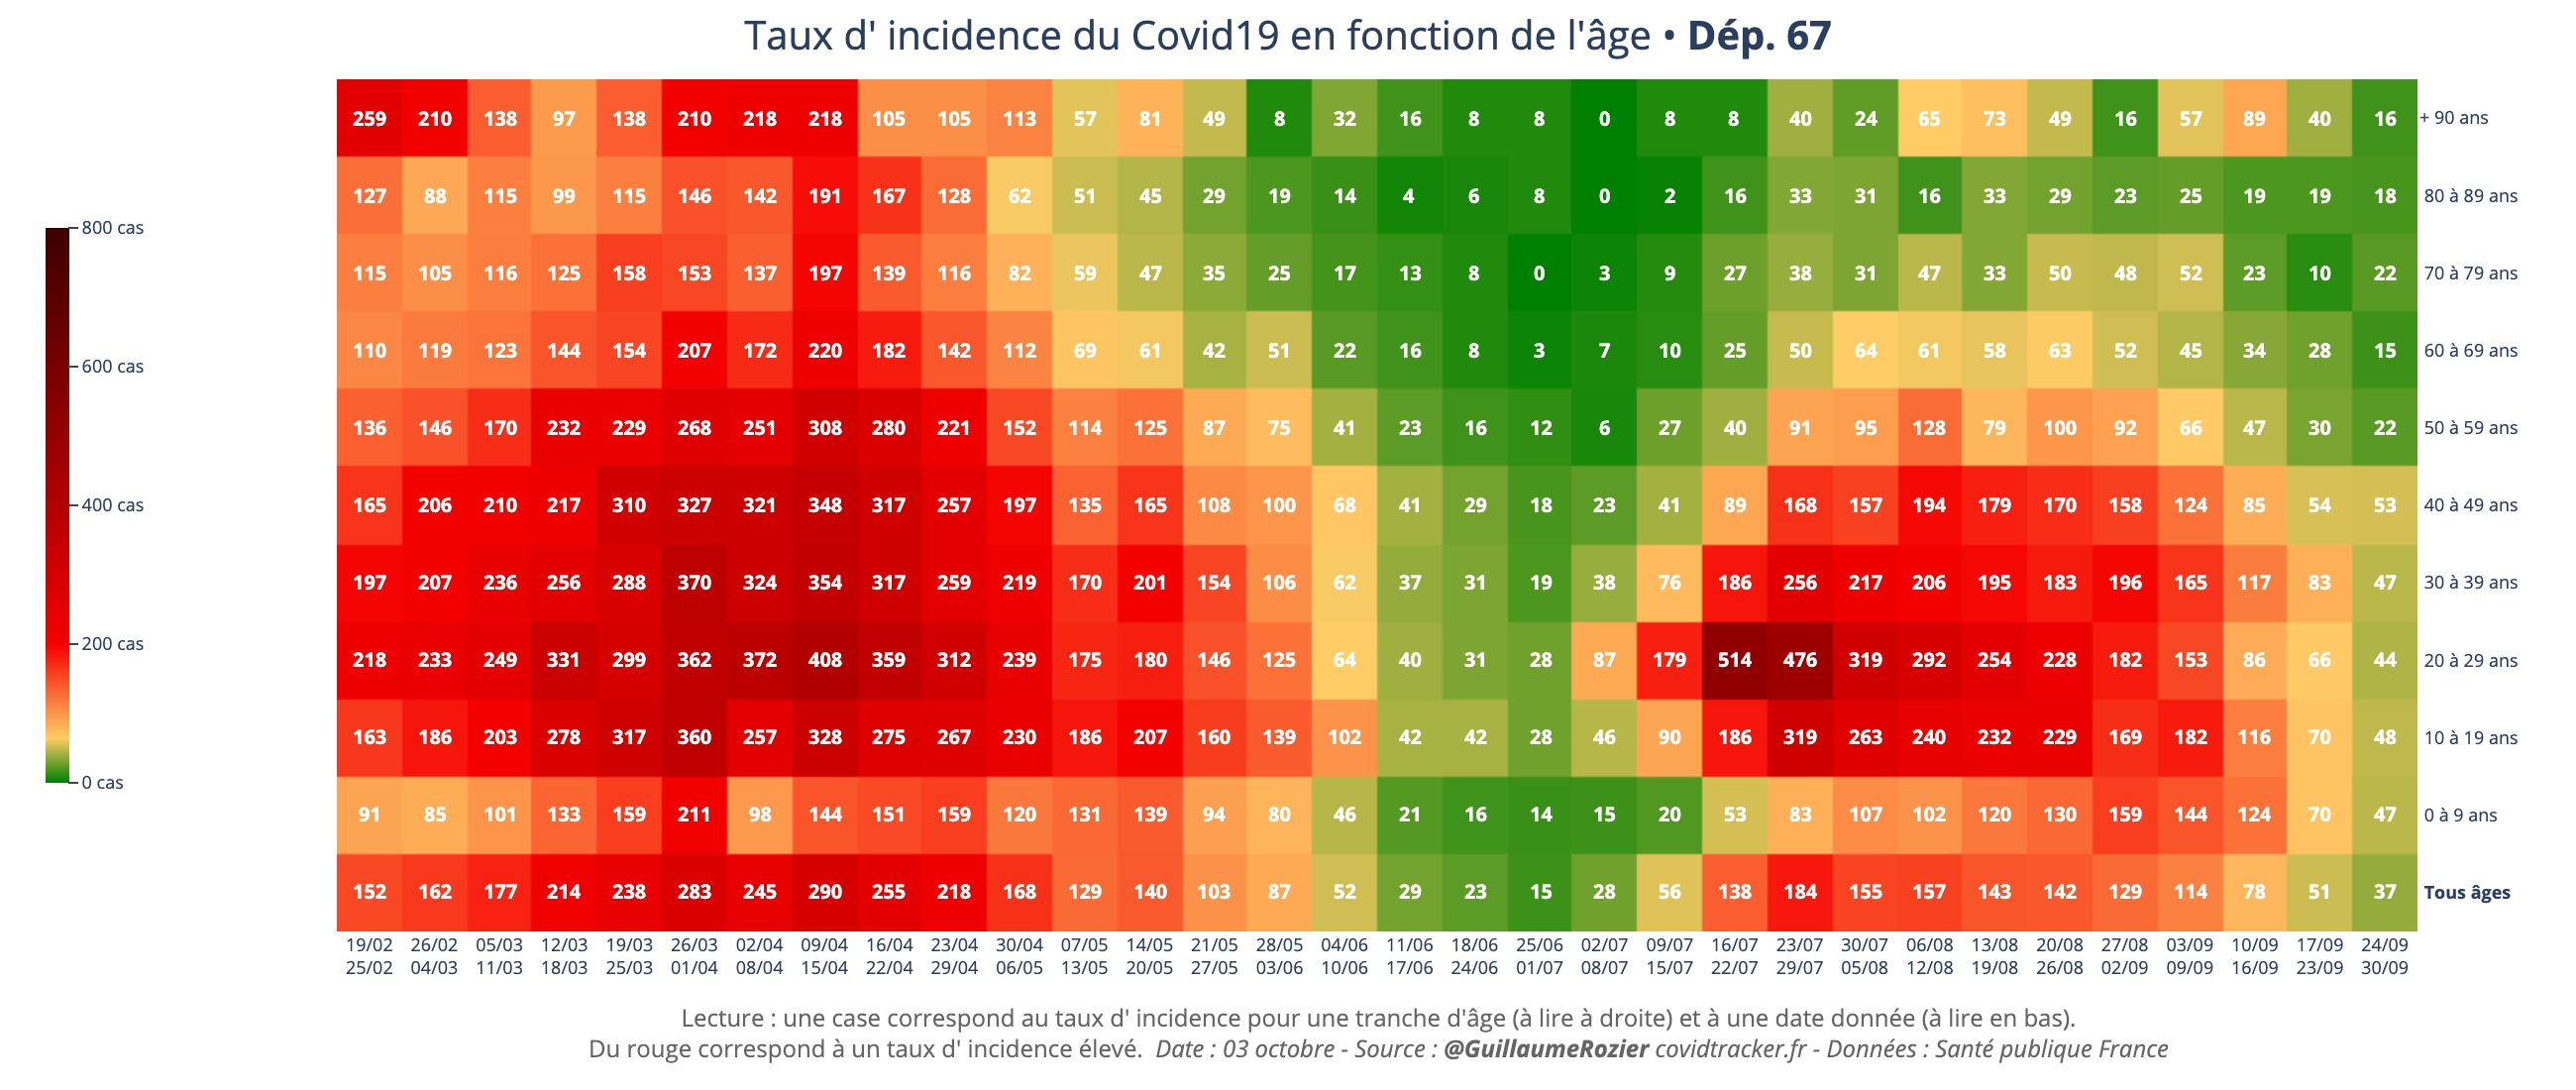 Taux d' incidence du Covid19 en fonction de l'âge • Dép. 67
800 cas
600 cas
400 cas
200 cas
0 cas
259 210 138 97 138 210 218 218 105 105 113 57 81 49 8 32 16 8 8 0 8 8 40 24 65 73 49 16 57 89 40 16 + 90 ans
127 88 115 99 115 146 142 191 167 128 62 51 45 29 19 14 4 6 8 0 2 16 33 31 16 33 29 23 25 19 19 18 80 à 89 ans
115 105 116 125 158 153 137 197 139 116 82 59 47 35 25 17 13 8 0 3 9 27 38 31 47 33 50 48 52 23 10 22 70 à 79 ans
110 119 123 144 154 207 172 220 182 142 112 69 61 42 51 22 16 8 3 7 10 25 50 64 61 58 63 52 45 34 28 15 60 à 69 ans
136 146 170 232 229 268 251 308 280 221 152 114 125 87 75 41 23 16 12 6 27 40 91 95 128 79 100 92 66 47 30 22 50 à 59 ans
165 206 210 217 310 327 321 348 317 257 197 135 165 108 100 68 41 29 18 23 41 89 168 157 194 179 170 158 124 85 54 53 40 à 49 ans
197 207 236 256 288 370 324 354 317 259 219 170 201 154 106 62 37 31 19 38 76 186 256 217 206 195 183 196 165 117 83 47 30 à 39 ans
218 233 249 331 299 362 372 408 359 312 239 175 180 146 125 64 40 31 28 87 179 514 476 319 292 254 228 182 153 86 66 44 20 à 29 ans
163 186 203 278 317 360 257 328 275 267 230 186 207 160 139 102 42 42 28 46 90 186 319 263 240 232 229 169 182 116 70 48 10 à 19 ans
91 85 101 133 159 211 98 144 151 159 120 131 139 94 80 46 21 16 14 15 20 53 83 107 102 120 130 159 144 124 70 47 0 à 9 ans
152 162 177 214 238 283 245 290 255 218 168 129 140 103 87 52 29 23 15 28 56 138 184 155 157 143 142 129 114 78 51 37 Tous âges
19/02 26/02 05/03 12/03 19/03 26/03 02/04 09/04 16/04 23/04 30/04 07/05 14/05 21/05 28/05 04/06 11/06 18/06 25/06 02/07 09/07 16/07 23/07 30/07 06/08 13/08 20/08 27/08 03/09 10/09 17/09 24/09
25/02 04/03 11/03 18/03 25/03 01/04 08/04 15/04 22/04 29/04 06/05 13/05 20/05 27/05 03/06 10/06 17/06 24/06 01/07 08/07 15/07 22/07 29/07 05/08 12/08 19/08 26/08 02/09 09/09 16/09 23/09 30/09
Lecture : une case correspond au taux d' incidence pour une tranche d'âge (à lire à droite) et à une date donnée (à lire en bas).
Du rouge correspond à un taux d' incidence élevé. Date : 03 octobre - Source : @GuillaumeRozier covidtracker.fr - Données : Santé publique France